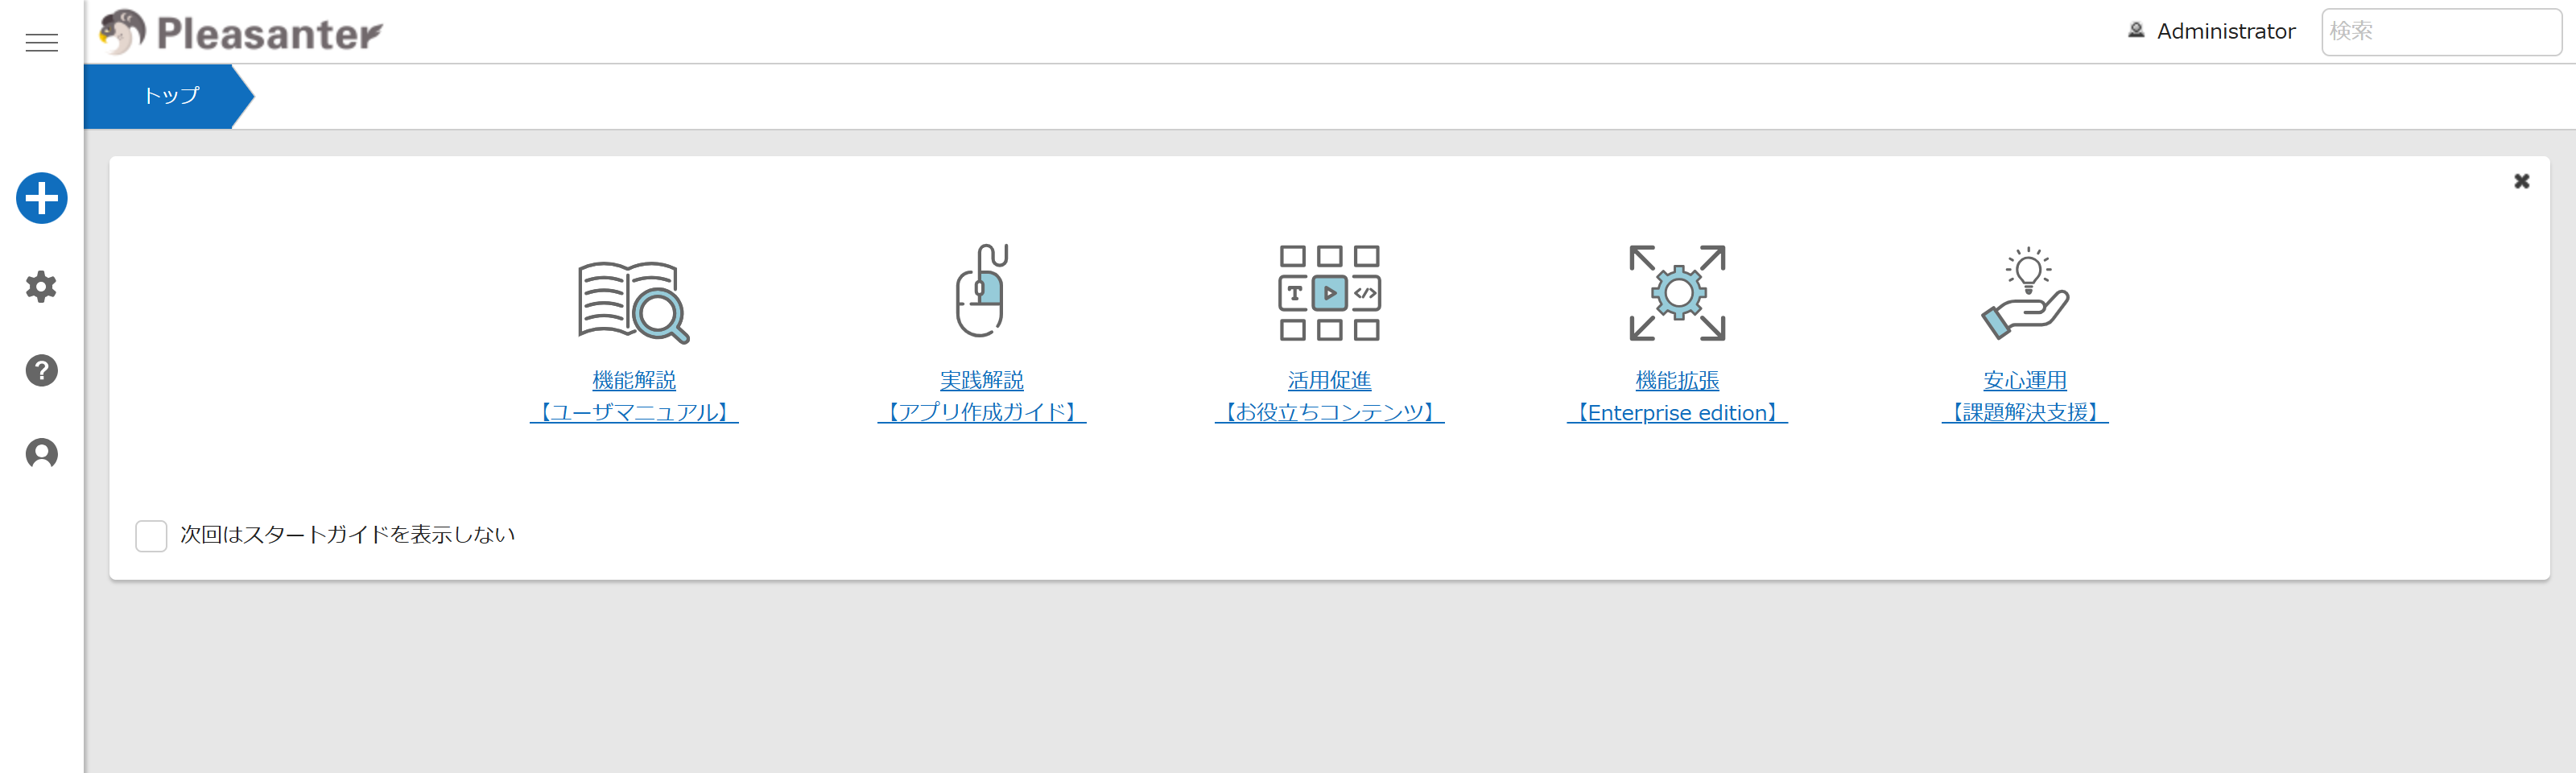 Pleasanter
Administrator
検索
トップ
機能解説
【ユーザマニュアル】
実践解説
【アプリ作成ガイド】
T
</>
活用促進
【お役立ちコンテンツ】
機能拡張
【Enterprise edition】
安心運用
【課題解決支援】
次回はスタートガイドを表示しない